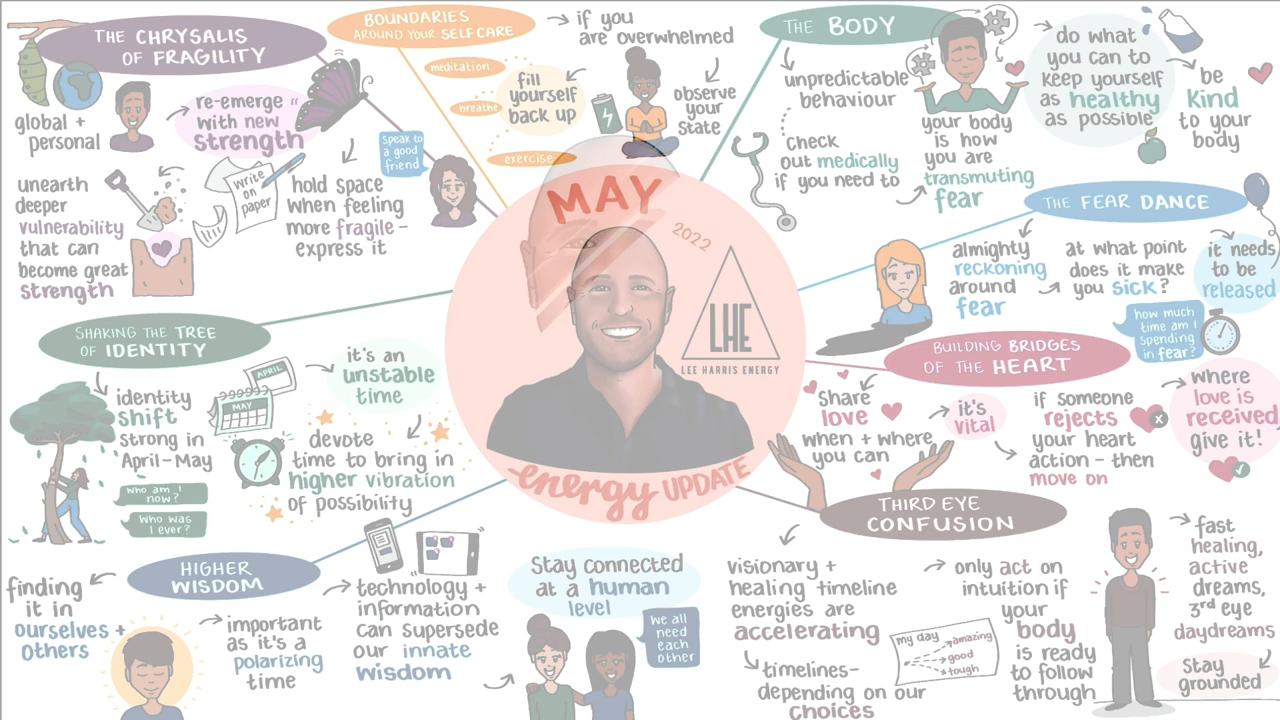 THE CHRYSALIS
OF FRAGILITY
global +
personal
re-emerge
with new
strength
unearth
deeper
vulnerability
that can
become great
strength
write
on
paper
hold space
when feeling
more fragile -
express it
speak to
a good
friend
BOUNDARIES
AROUND YOUR SELF CARE
meditation
breathe
exercise
fill
yourself
back up
if you
are overwhelmed
observe
your
state
THE BODY
unpredictable
behaviour
check
out medically
if you need to
your body
is how
you are
transmuting
fear
do what
you can to
keep yourself
as healthy
as possible
be
kind
to your
body
THE FEAR DANCE
almighty
reckoning
around
fear
at what point
does it make
you sick?
it needs
to be
released
how much
time am I
spending
in fear?
MAY
2022
LHE
LEE HARRIS ENERGY
energy UPDATE
SHAKING THE TREE
OF IDENTITY
identity
shift
strong in
April-May
who am I
now?
Who was
I ever?
APRIL
MAY
it's an
unstable
time
devote
time to bring in
higher vibration
of possibility
BUILDING BRIDGES
OF THE HEART
share
love
when + where
you can
it's
vital
if someone
rejects
your heart
action - then
move on
where
love is
received,
give it!
HIGHER
WISDOM
finding
it in
ourselves +
others
important
as it's a
polarizing
time
technology +
information
can supersede
our innate
wisdom
Stay connected
at a human
level
We all
need
each
other
THIRD EYE
CONFUSION
visionary +
healing timeline
energies are
accelerating
timelines-
depending on our
choices
my day
amazing
good
tough
only act on
intuition if
your
body
is ready
to follow
through
fast
healing,
active
dreams,
3rd eye
daydreams
Stay
grounded